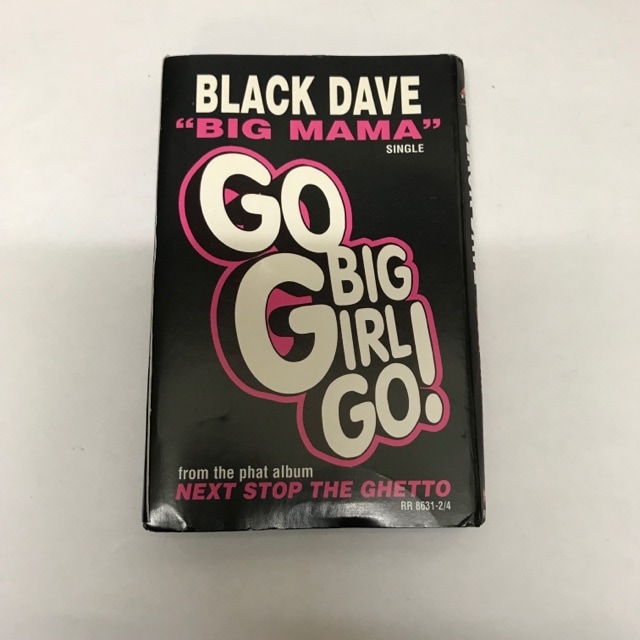 BLACK DAVE
"BIG MAMA"
SINGLE
GO
BIG
GIRL
GO!
from the phat album
NEXT STOP THE GHETTO
RR 8631-2/4